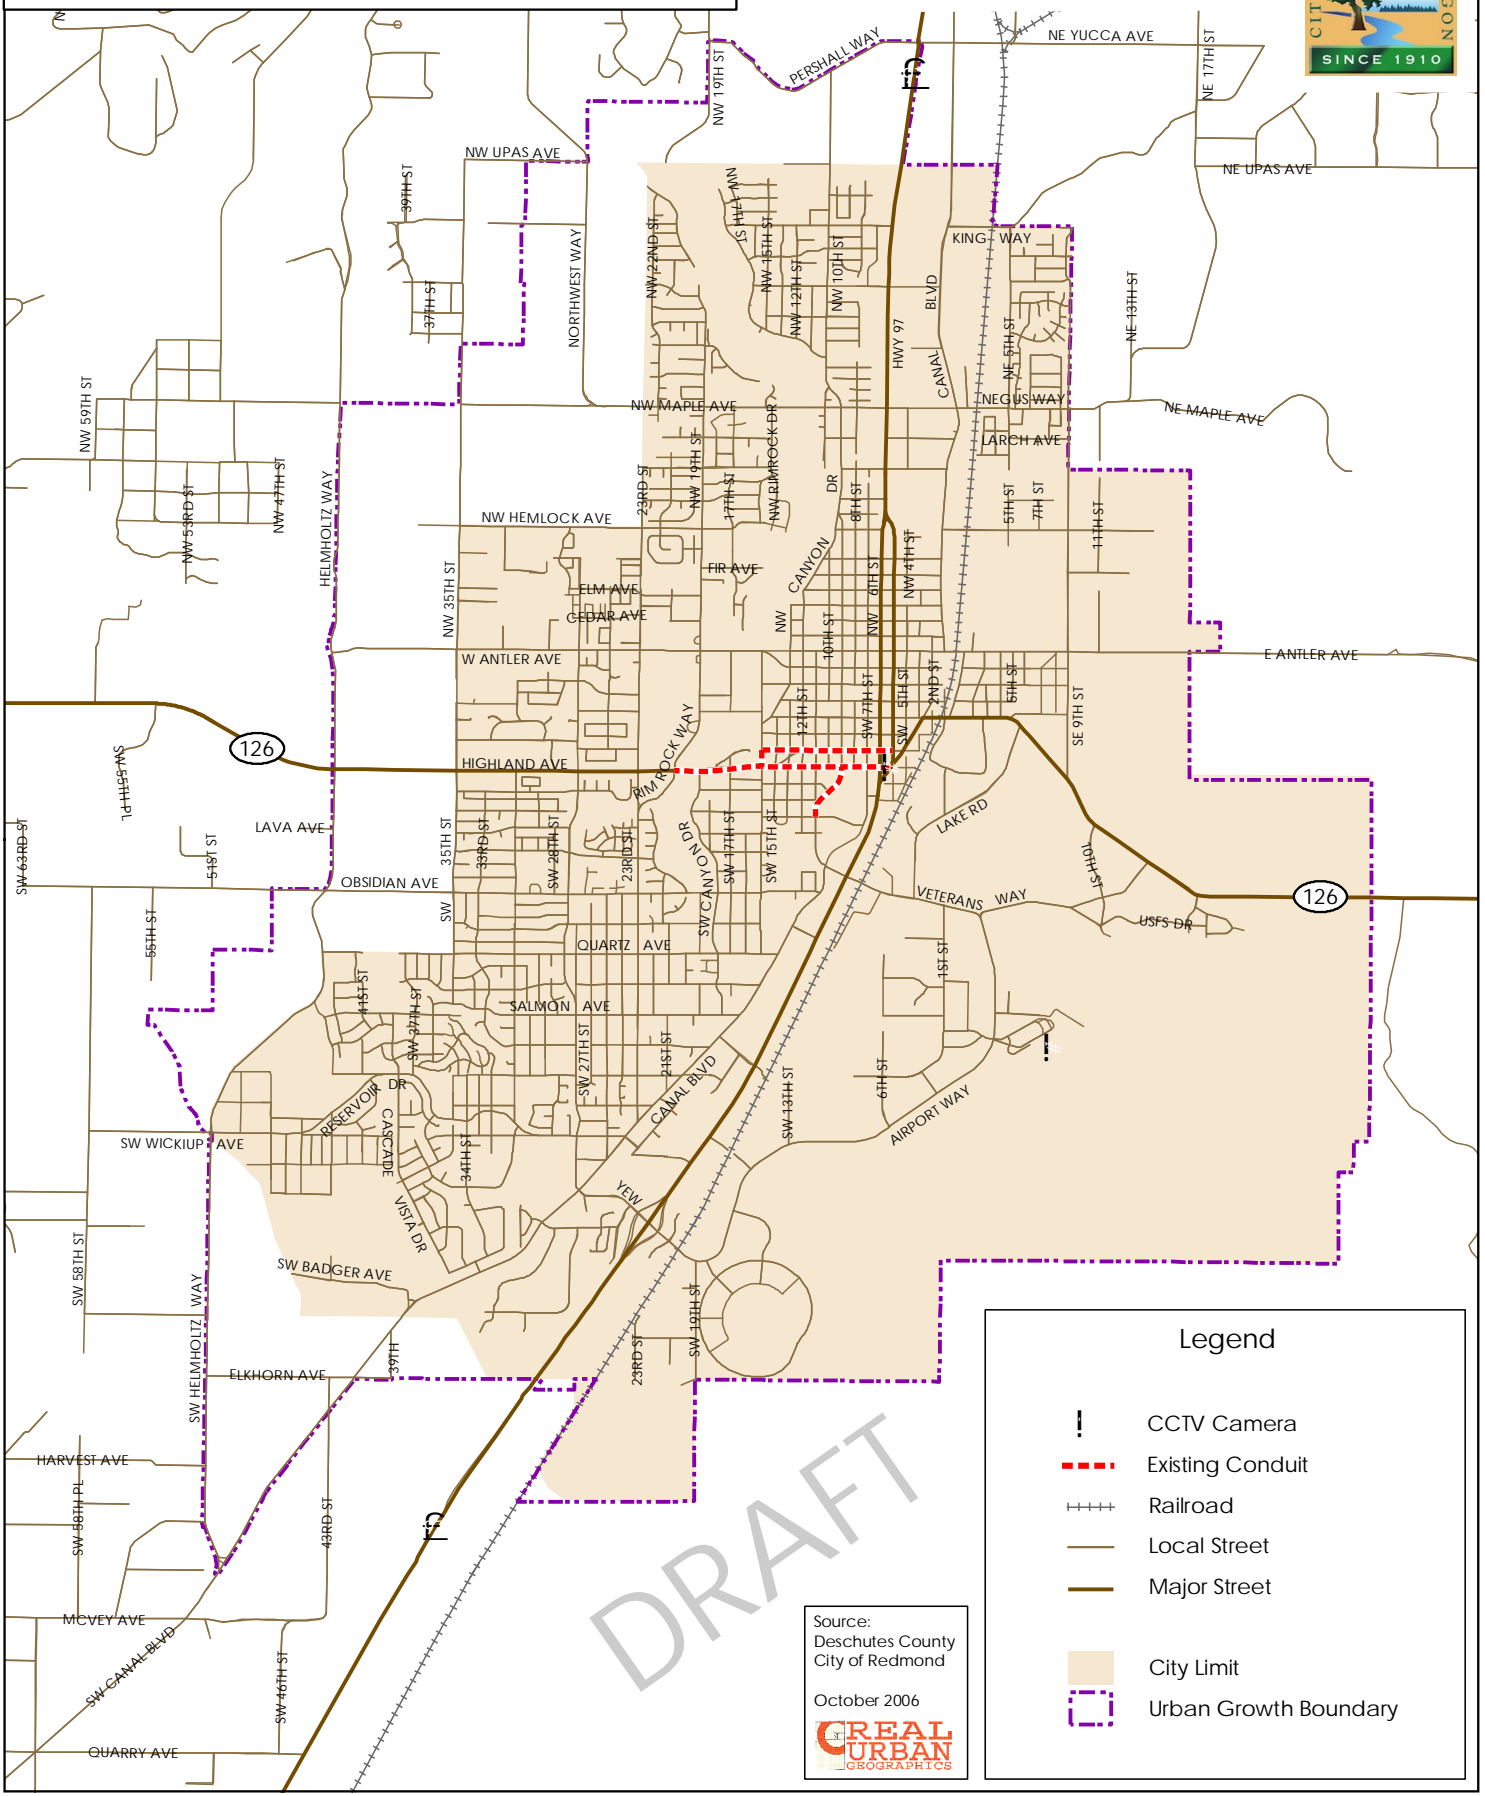 CIT
GON
SINCE 1910
N
NW 19TH ST
PERSHALL WAY
NE YUCCA AVE
NE 17TH ST
NW UPAS AVE
39TH ST
NE UPAS AVE
NW 17TH ST
NW 22ND ST
NW 15TH ST
NW 12TH ST
NW 10TH ST
KING WAY
NORTHWEST WAY
37TH ST
BLVD
CANAL
HWY 97
NE 5TH ST
NE 13TH ST
NW 59TH ST
NW MAPLE AVE
NEGUS WAY
NE MAPLE AVE
LARCH AVE
NW RIMROCK DR
NW 19TH ST
17TH ST
23RD ST
NW 47TH ST
NW 53RD ST
HELMHOLTZ WAY
NW HEMLOCK AVE
DR
CANYON
NW
8TH ST
5TH ST
7TH ST
11TH ST
FIR AVE
ELM AVE
CEDAR AVE
NW 35TH ST
6TH ST
NW
NW 4TH ST
10TH ST
W ANTLER AVE
E ANTLER AVE
12TH ST
SW 7TH ST
5TH ST
SW
2ND ST
5TH ST
SE 9TH ST
126
SW 55TH PL
HIGHLAND AVE
RIM ROCK WAY
LAKE RD
LAVA AVE
SW 63RD ST
51ST ST
35TH ST
SW
33RD ST
SW 28TH ST
23RD ST
SW CANYON DR
SW 17TH ST
SW 15TH ST
10TH ST
OBSIDIAN AVE
VETERANS WAY
126
USFS DR
55TH ST
QUARTZ AVE
1ST ST
41ST ST
SW 37TH ST
SALMON AVE
SW 27TH ST
21ST ST
CANAL BLVD
SW 13TH ST
6TH ST
AIRPORT WAY
RESERVOIR DR
CASCADE
VISTA DR
SW WICKIUP AVE
34TH ST
YEW
SW 58TH ST
SW BADGER AVE
SW HELMHOLTZ WAY
SW 19TH ST
23RD ST
39TH
ELKHORN AVE
HARVEST AVE
SW 58TH PL
43RD ST
MCVEY AVE
SW CANAL BLVD
SW 46TH ST
QUARRY AVE
DRAFT
Source:
Deschutes County
City of Redmond
October 2006
REAL
URBAN
GEOGRAPHICS
Legend
CCTV Camera
Existing Conduit
Railroad
Local Street
Major Street
City Limit
Urban Growth Boundary